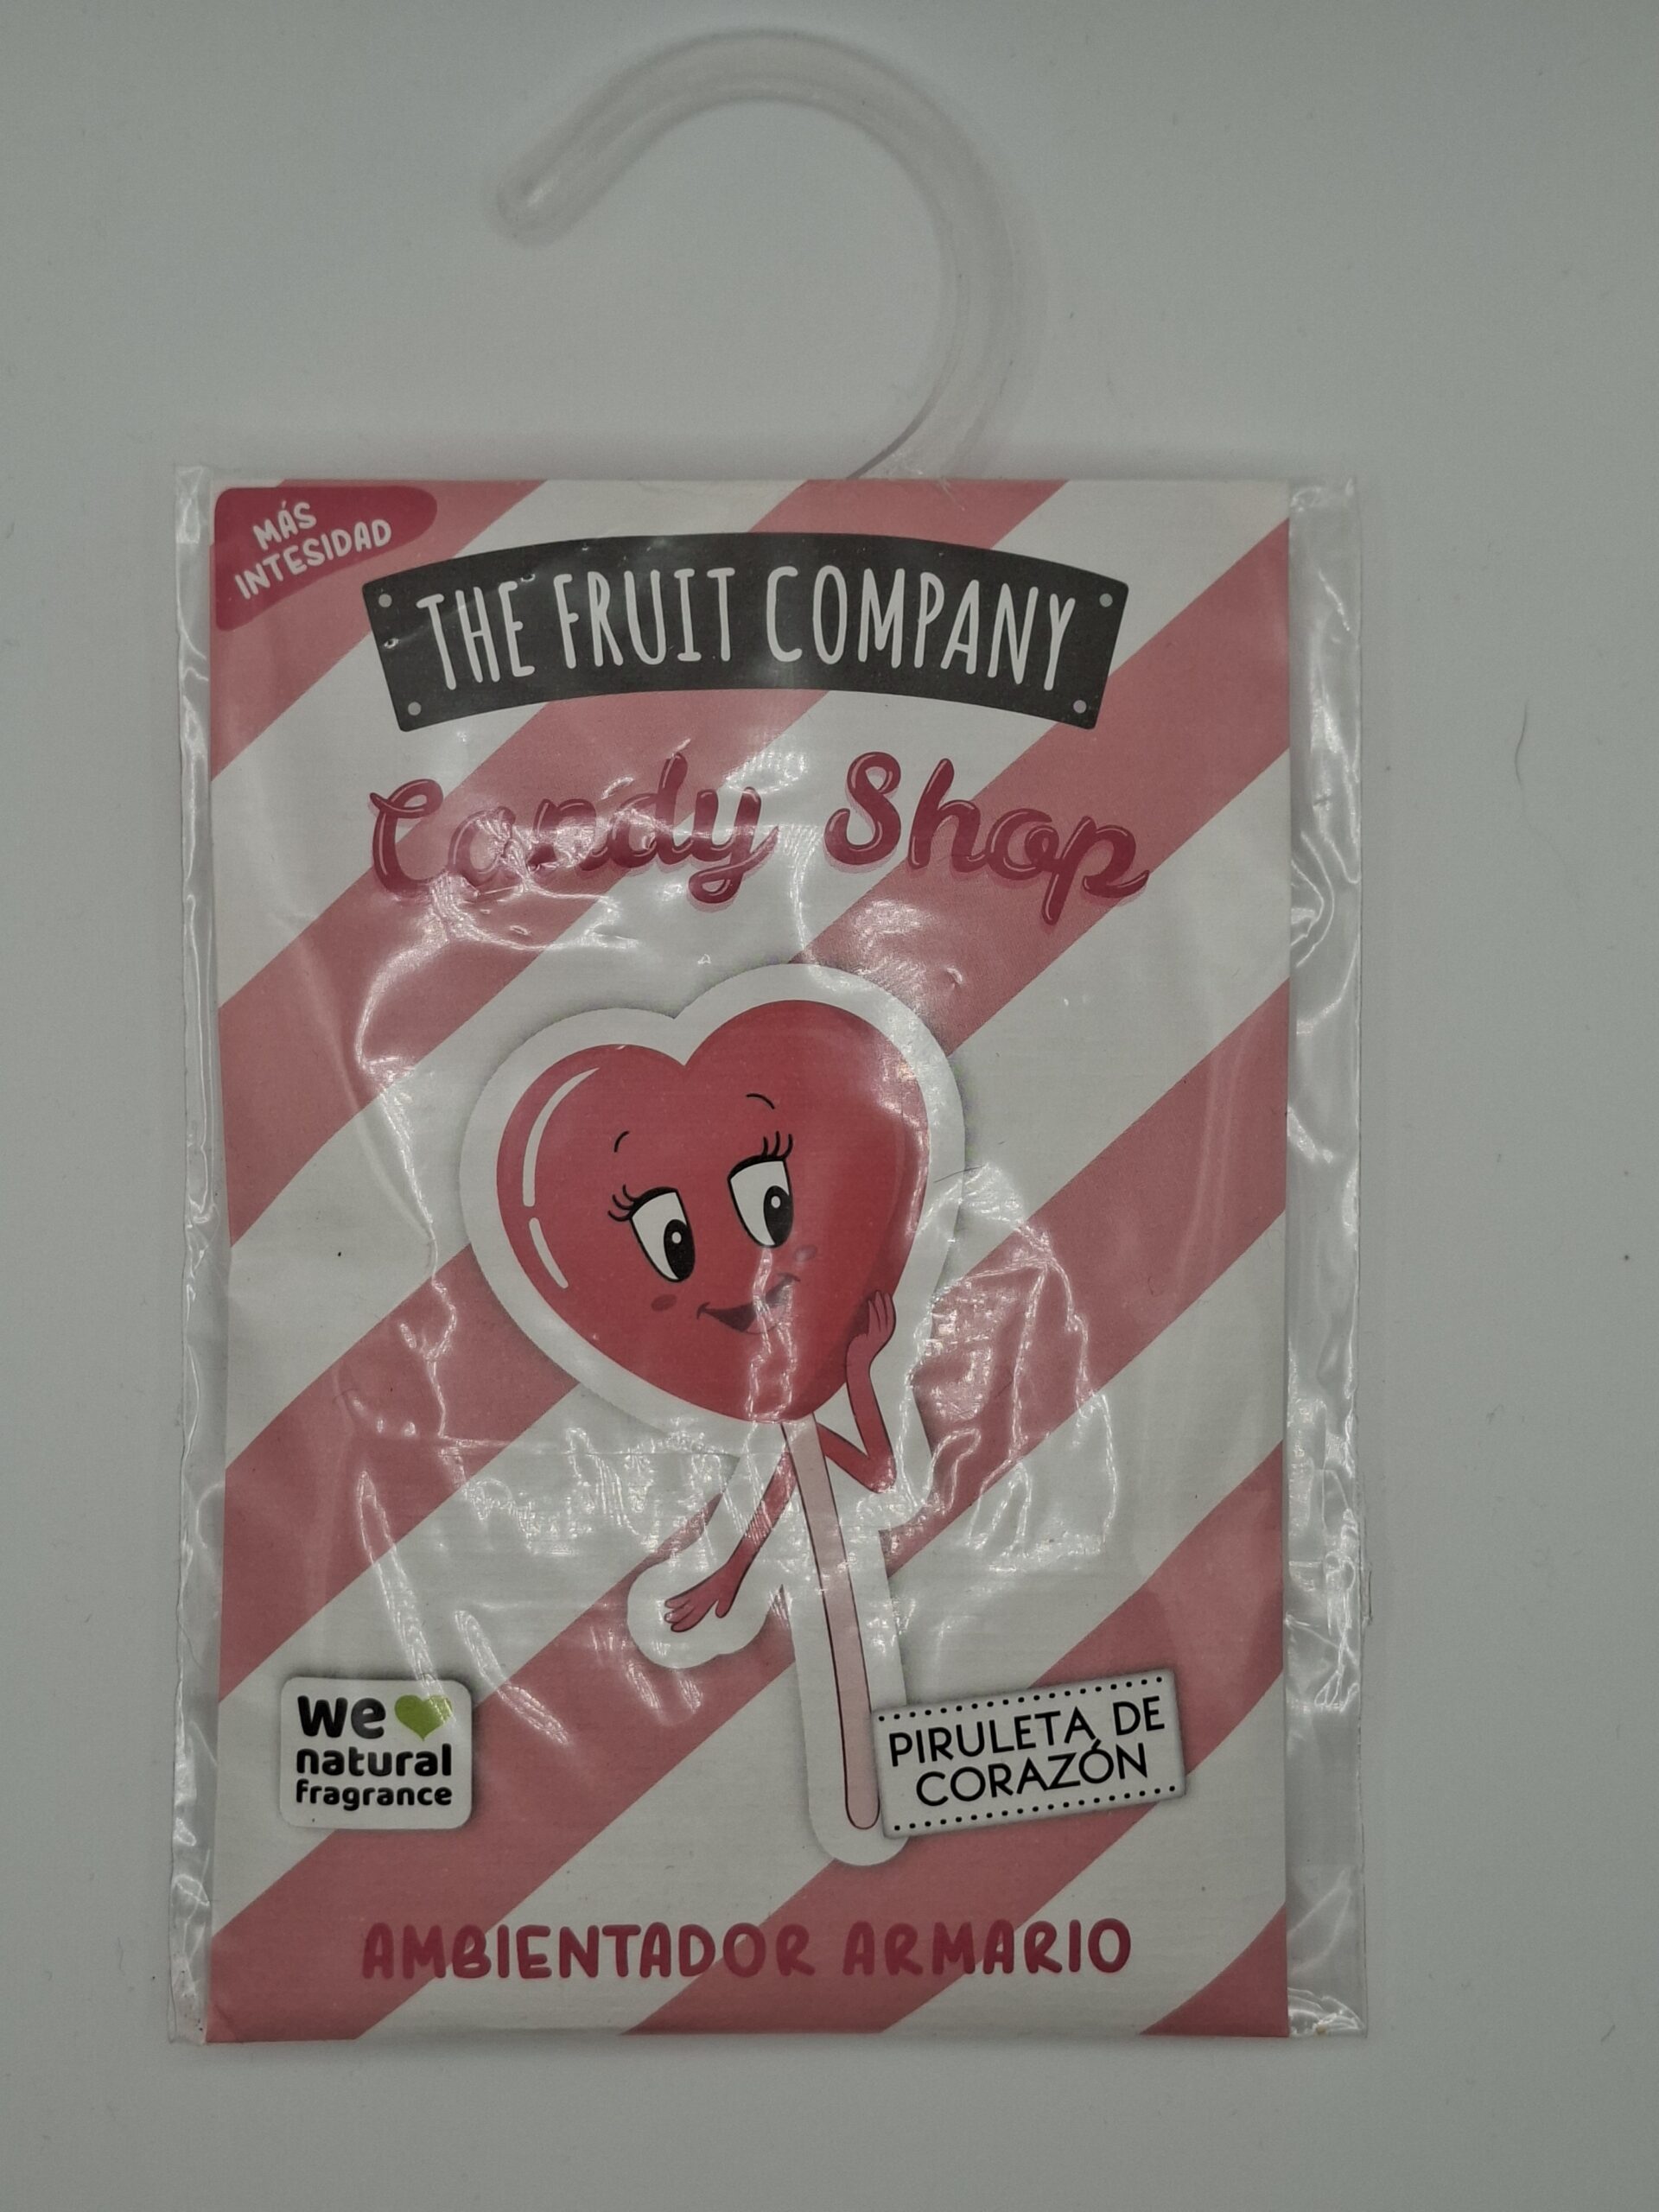 MÁS
INTESIDAD
THE FRUIT COMPANY
Candy Shop
we
natural
fragrance
PIRULETA DE
CORAZÓN
AMBIENTADOR ARMARIO